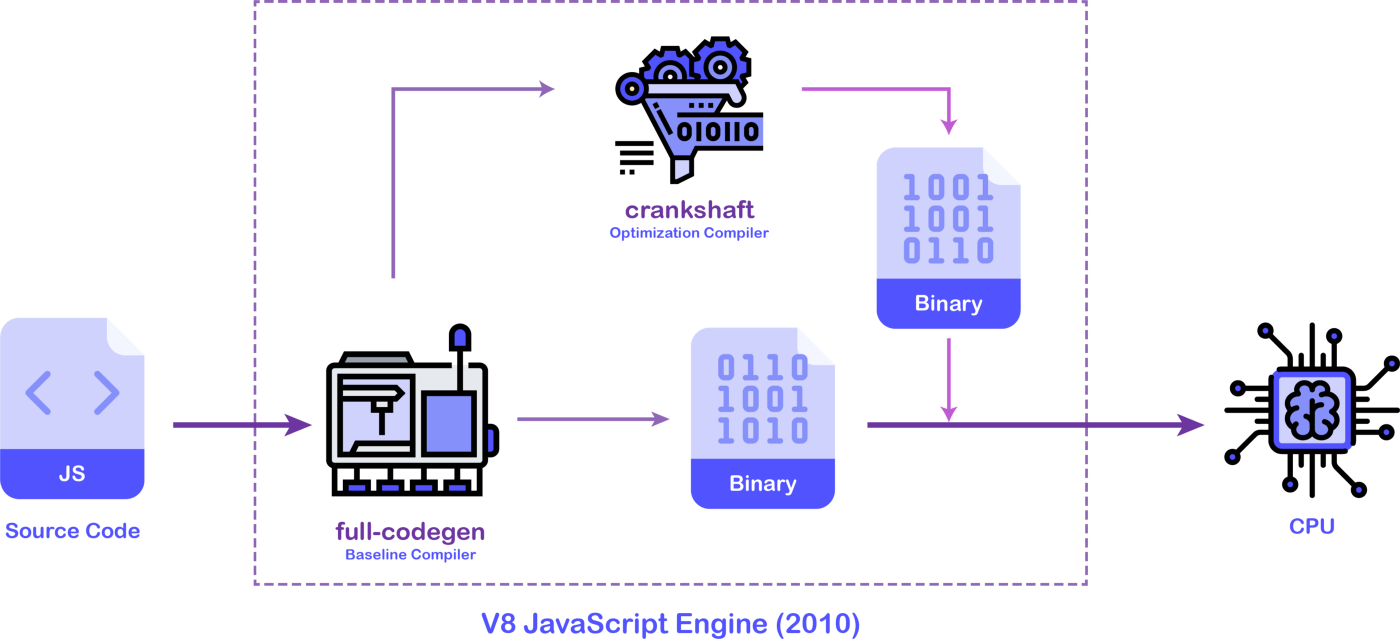 010110
crankshaft
Optimization Compiler
1001
1001
0110
Binary
JS
Source Code
full-codegen
Baseline Compiler
0110
1001
1010
Binary
CPU
V8 JavaScript Engine (2010)